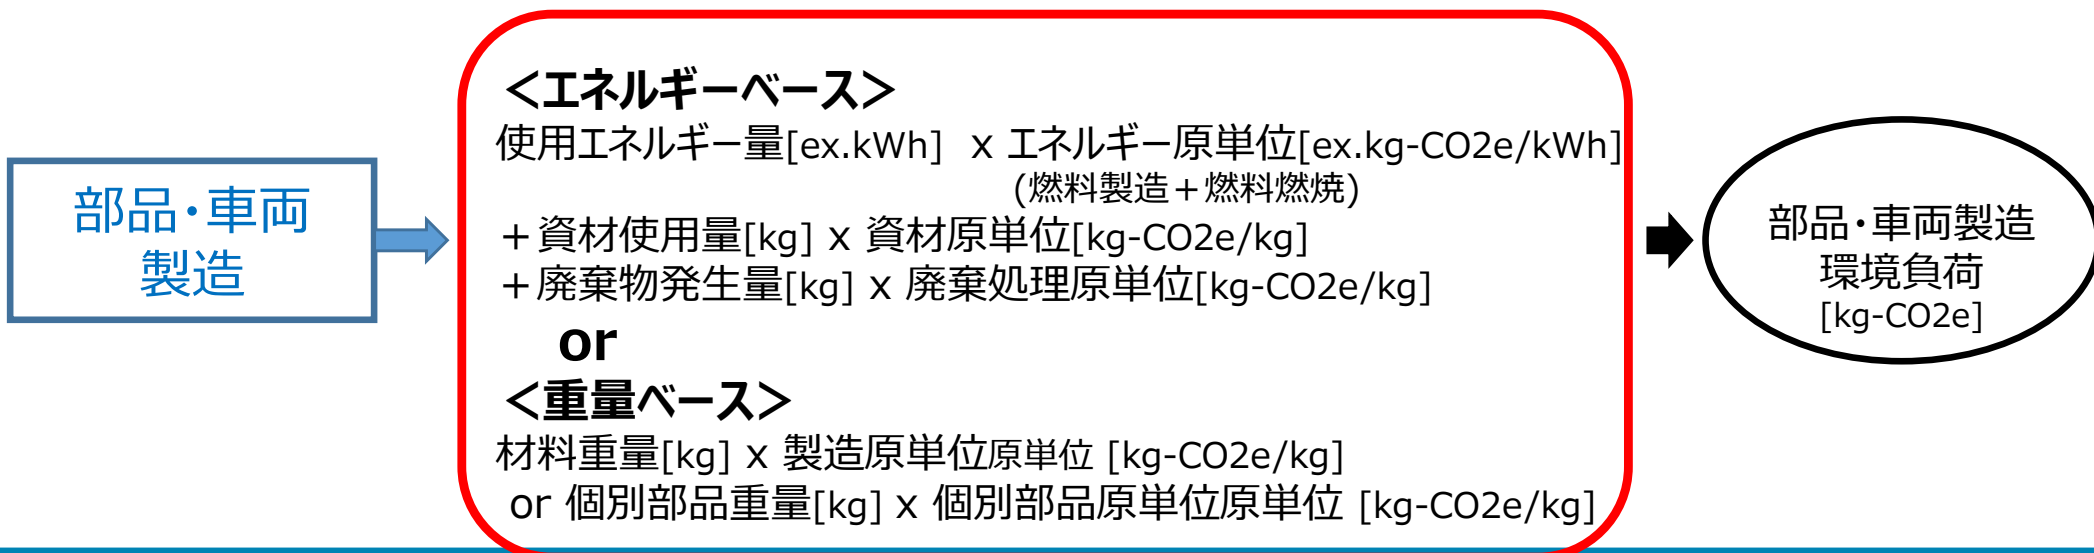 部品・車両
製造
＜エネルギーベース＞
使用エネルギー量[ex.kWh] x エネルギー原単位[ex.kg-CO2e/kWh]
(燃料製造＋燃料燃焼)
＋資材使用量[kg] x 資材原単位[kg-CO2e/kg]
＋廃棄物発生量[kg] x 廃棄処理原単位[kg-CO2e/kg]
or
＜重量ベース＞
材料重量[kg] x 製造原単位原単位 [kg-CO2e/kg]
or 個別部品重量[kg] x 個別部品原単位原単位 [kg-CO2e/kg]
部品・車両製造
環境負荷
[kg-CO2e]